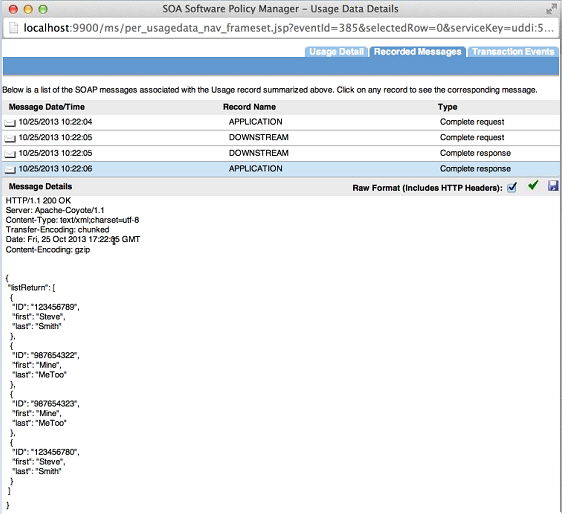 SOA Software Policy Manager – Usage Data Details
localhost:9900/ms/per_usagedata_nav_frameset.jsp?eventId=385&selectedRow=0&serviceKey=uddi:5...
Usage Detail Recorded Messages Transaction Events
Below is a list of the SOAP messages associated with the Usage record summarized above. Click on any record to see the corresponding message.
Message Date/Time Record Name Type
10/25/2013 10:22:04 APPLICATION Complete request
10/25/2013 10:22:05 DOWNSTREAM Complete request
10/25/2013 10:22:05 DOWNSTREAM Complete response
10/25/2013 10:22:06 APPLICATION Complete response
Message Details Raw Format (Includes HTTP Headers):
HTTP/1.1 200 OK
Server: Apache-Coyote/1.1
Content-Type: text/xml;charset=utf-8
Transfer-Encoding: chunked
Date: Fri, 25 Oct 2013 17:22:05 GMT
Content-Encoding: gzip
{
"listReturn": [
{
"ID": "123456789",
"first": "Steve",
"last": "Smith"
},
{
"ID": "987654322",
"first": "Mine",
"last": "MeToo"
},
{
"ID": "987654323",
"first": "Mine",
"last": "MeToo"
},
{
"ID": "123456780",
"first": "Steve",
"last": "Smith"
}
]
}